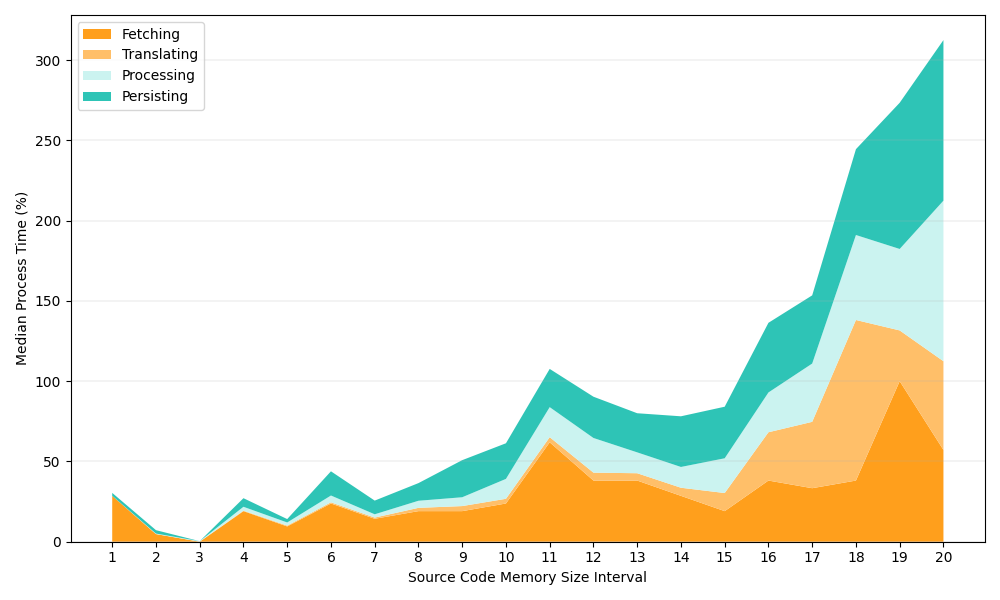 Fetching
Translating
Processing
Persisting
300
250
200
150
100
50
0
Median Process Time (%)
1 2 3 4 5 6 7 8 9 10 11 12 13 14 15 16 17 18 19 20
Source Code Memory Size Interval